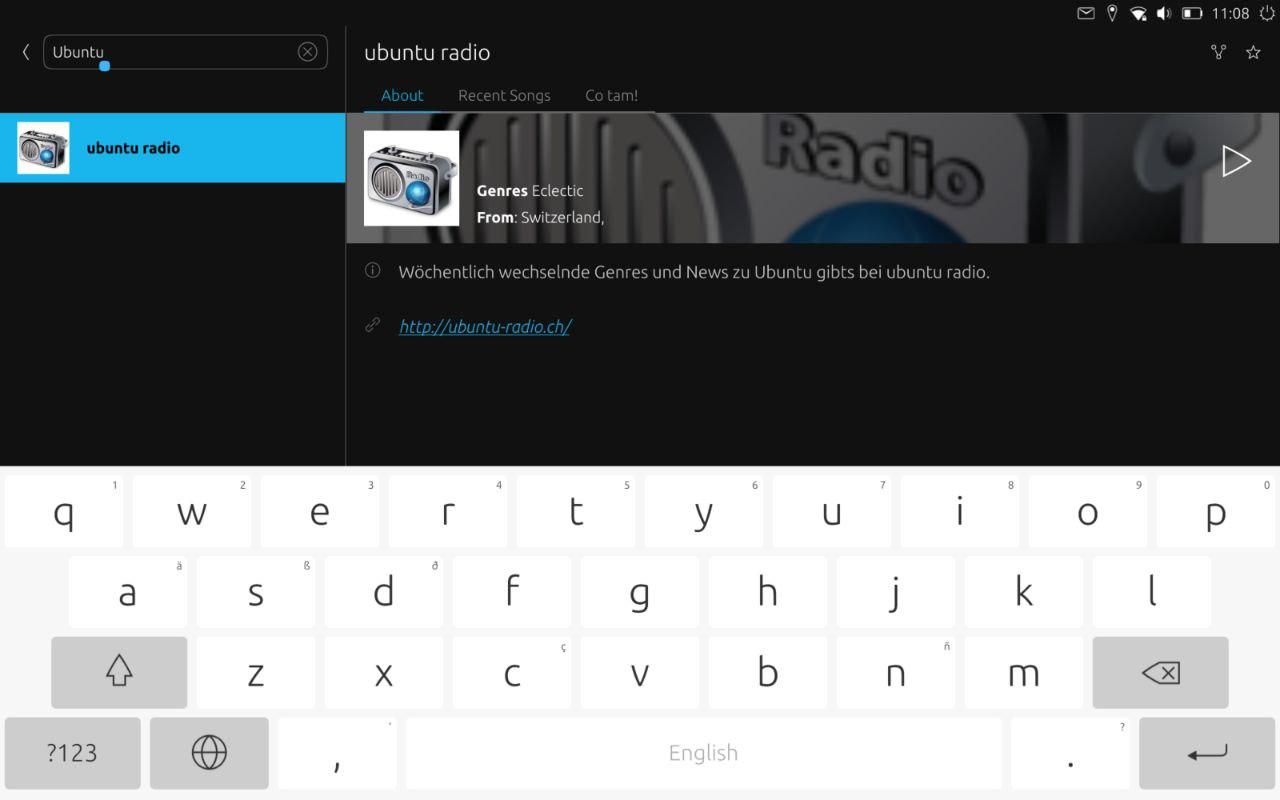 11:08
Ubuntu
ubuntu radio
About Recent Songs Co tam!
ubuntu radio
Radio
Radio
Genres Eclectic
From: Switzerland,
Wöchentlich wechselnde Genres und News zu Ubuntu gibts bei ubuntu radio.
http://ubuntu-radio.ch/
q 1 w 2 e 3 r 4 t 5 y 6 u 7 i 8 o 9 p 0
a ä s ß d ð f g h j k l
z x c ç v b n ñ m
?123 , ' English . ?